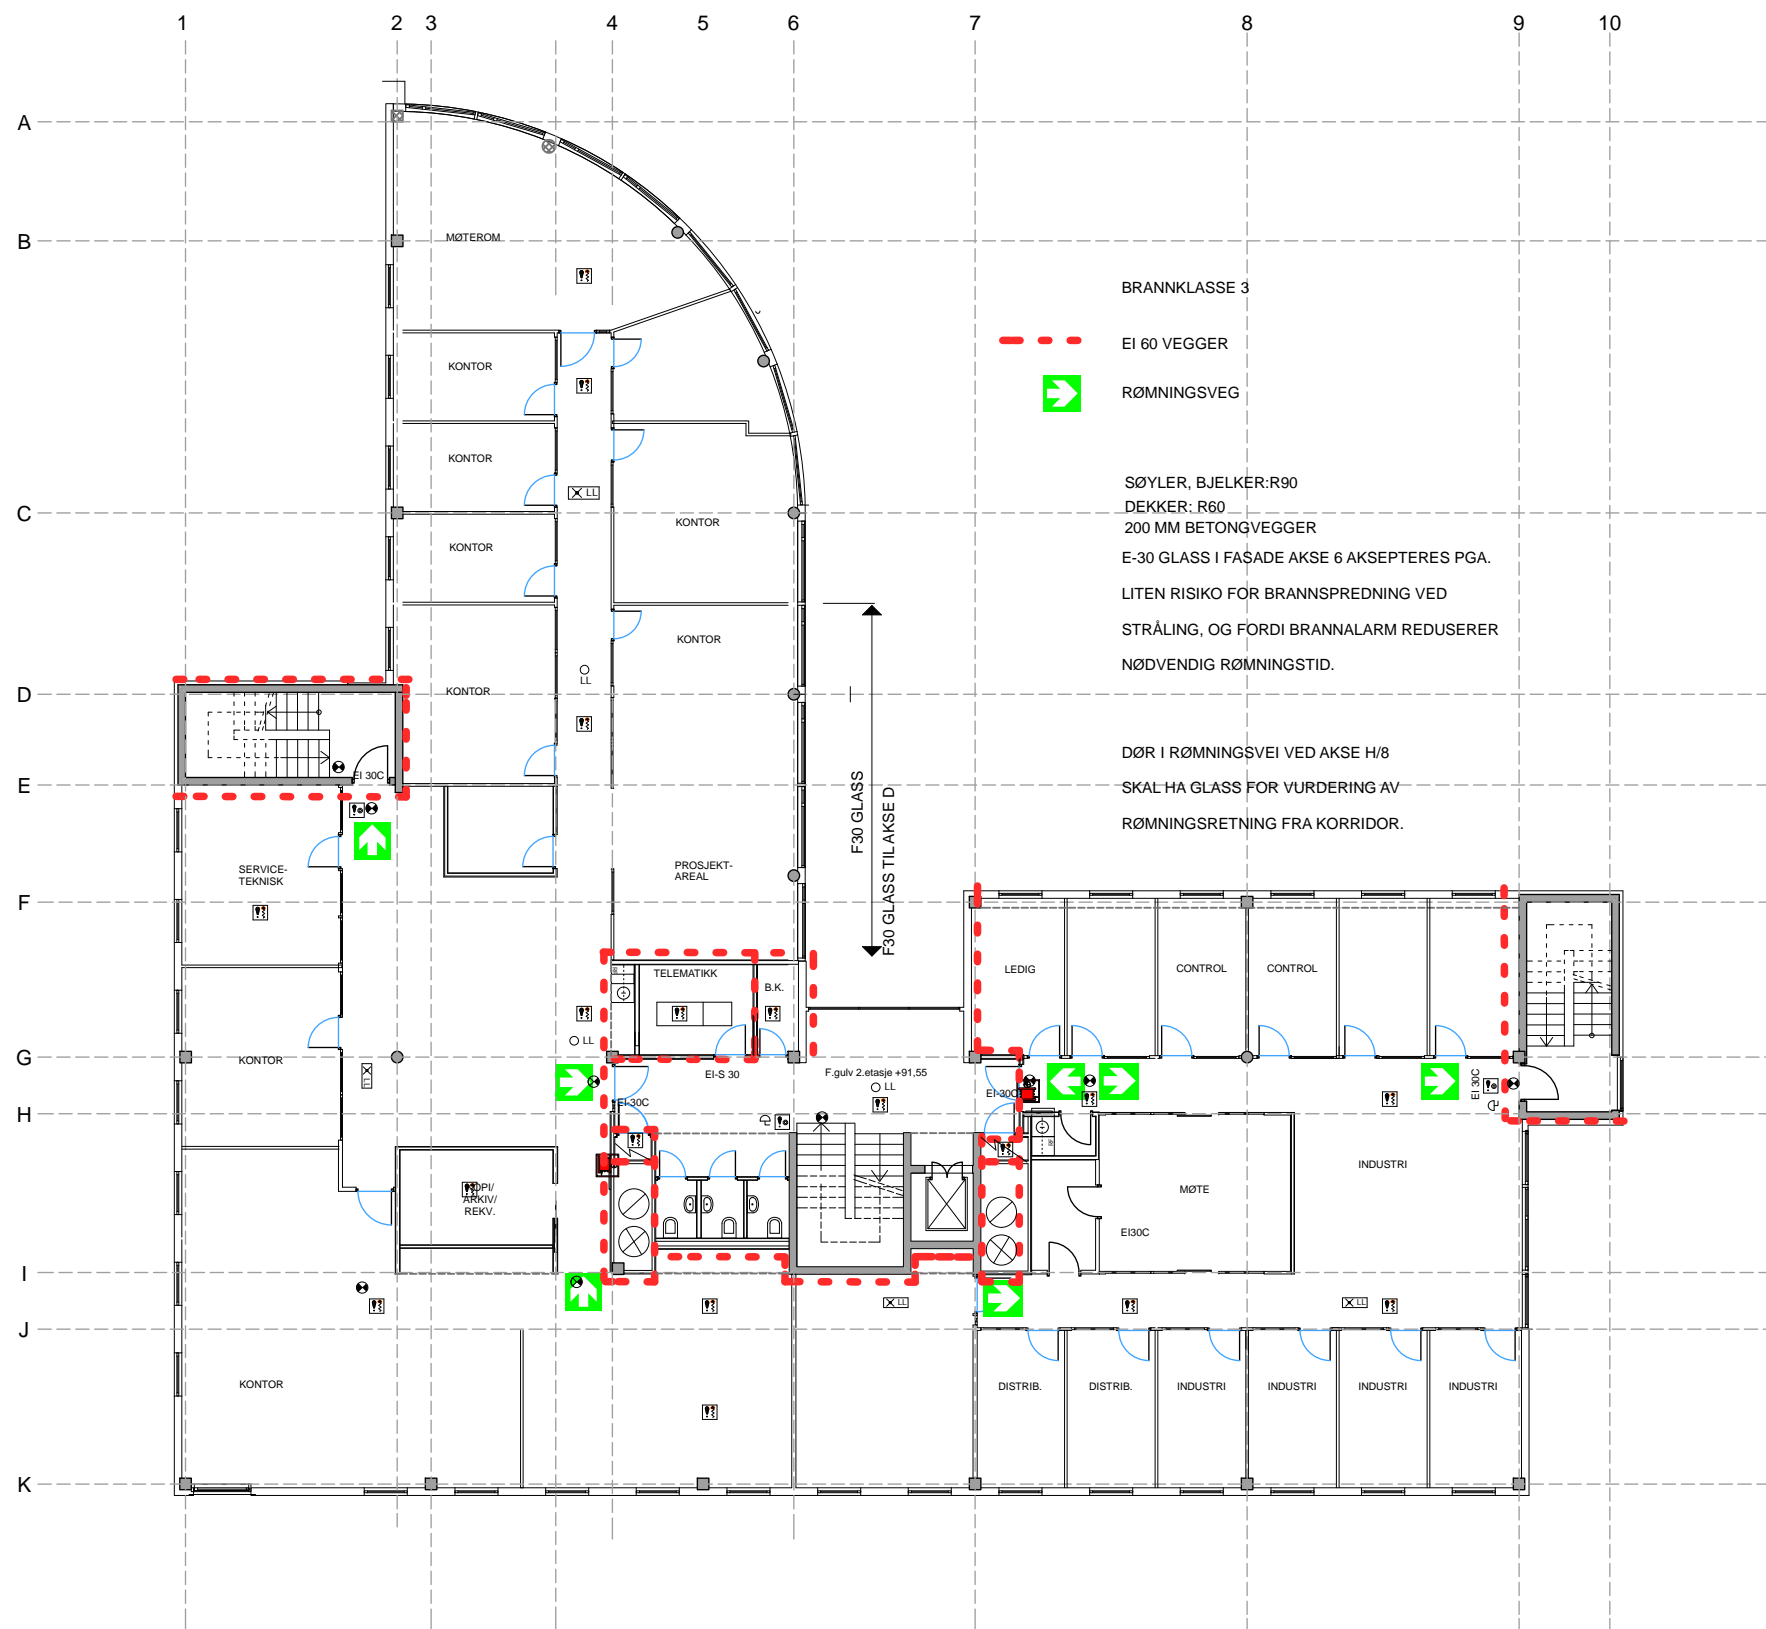 1 2 3 4 5 6 7 8 9 10
A
B
MØTEROM
BRANNKLASSE 3
EI 60 VEGGER
RØMNINGSVEG
KONTOR
KONTOR
LL
C
KONTOR
KONTOR
SØYLER, BJELKER:R90
DEKKER: R60
200 MM BETONGVEGGER
E-30 GLASS I FASADE AKSE 6 AKSEPTERES PGA.
LITEN RISIKO FOR BRANNSPREDNING VED
STRÅLING, OG FORDI BRANNALARM REDUSERER
NØDVENDIG RØMNINGSTID.
KONTOR
LL
D
KONTOR
DØR I RØMNINGSVEI VED AKSE H/8
SKAL HA GLASS FOR VURDERING AV
RØMNINGSRETNING FRA KORRIDOR.
EI 30C
E
F30 GLASS
F30 GLASS TIL AKSE D
SERVICE-
TEKNISK
PROSJEKT-
AREAL
F
TELEMATIKK
B.K.
LEDIG
CONTROL
CONTROL
LL
G
KONTOR
LL
EI-S 30
F.gulv 2.etasje +91,55
LL
EI-30C
EI-30C
EI 30C
H
KOPI/
ARKIV/
REKV.
INDUSTRI
MØTE
EI30C
I
LL
LL
J
KONTOR
DISTRIB.
DISTRIB.
INDUSTRI
INDUSTRI
INDUSTRI
INDUSTRI
K